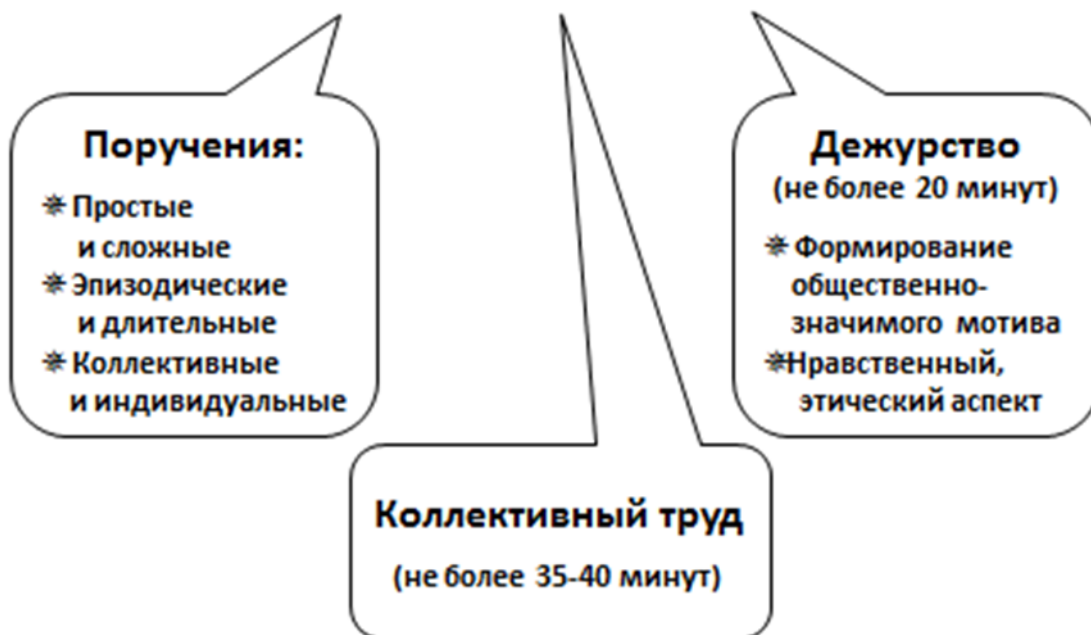 Поручения:
✵ Простые
и сложные
✵ Эпизодические
и длительные
✵ Коллективные
и индивидуальные
Дежурство
(не более 20 минут)
✵ Формирование
общественно-
значимого мотива
✵Нравственный,
этический аспект
Коллективный труд
(не более 35-40 минут)